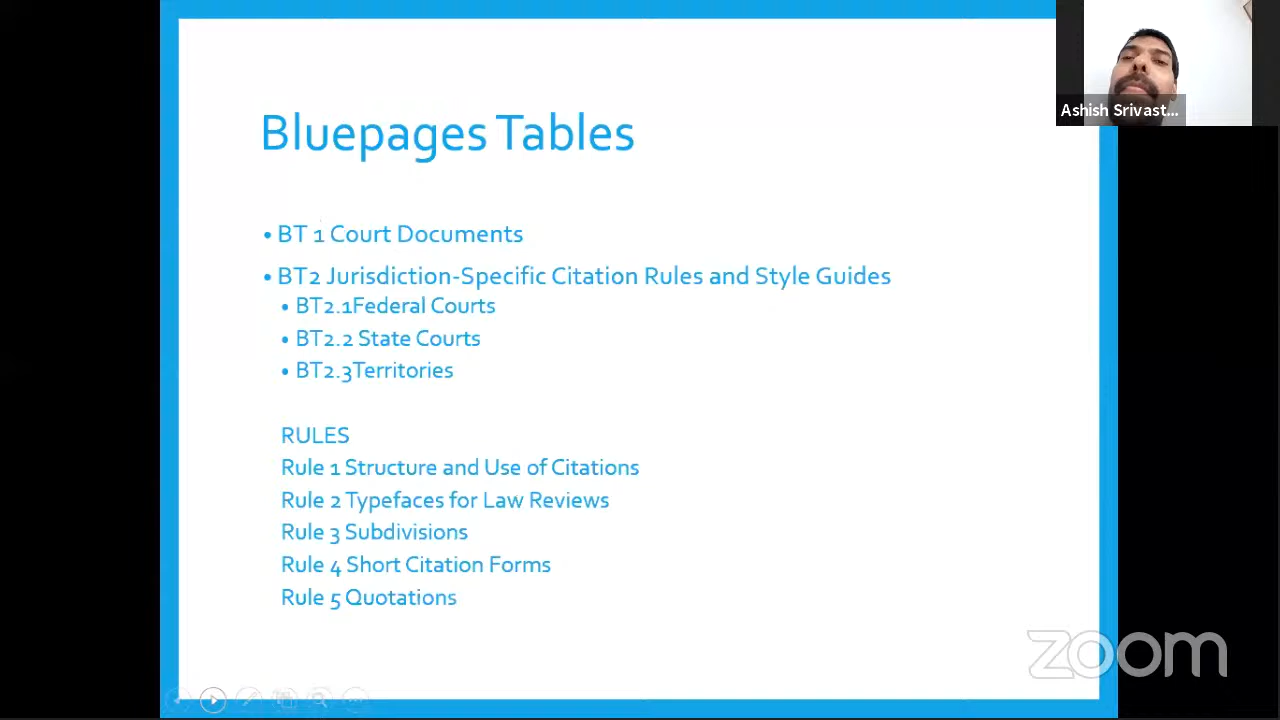 Bluepages Tables
Ashish Srivast...
• BT 1 Court Documents
• BT2 Jurisdiction-Specific Citation Rules and Style Guides
• BT2.1Federal Courts
• BT2.2 State Courts
• BT2.3Territories
RULES
Rule 1 Structure and Use of Citations
Rule 2 Typefaces for Law Reviews
Rule 3 Subdivisions
Rule 4 Short Citation Forms
Rule 5 Quotations
zoom